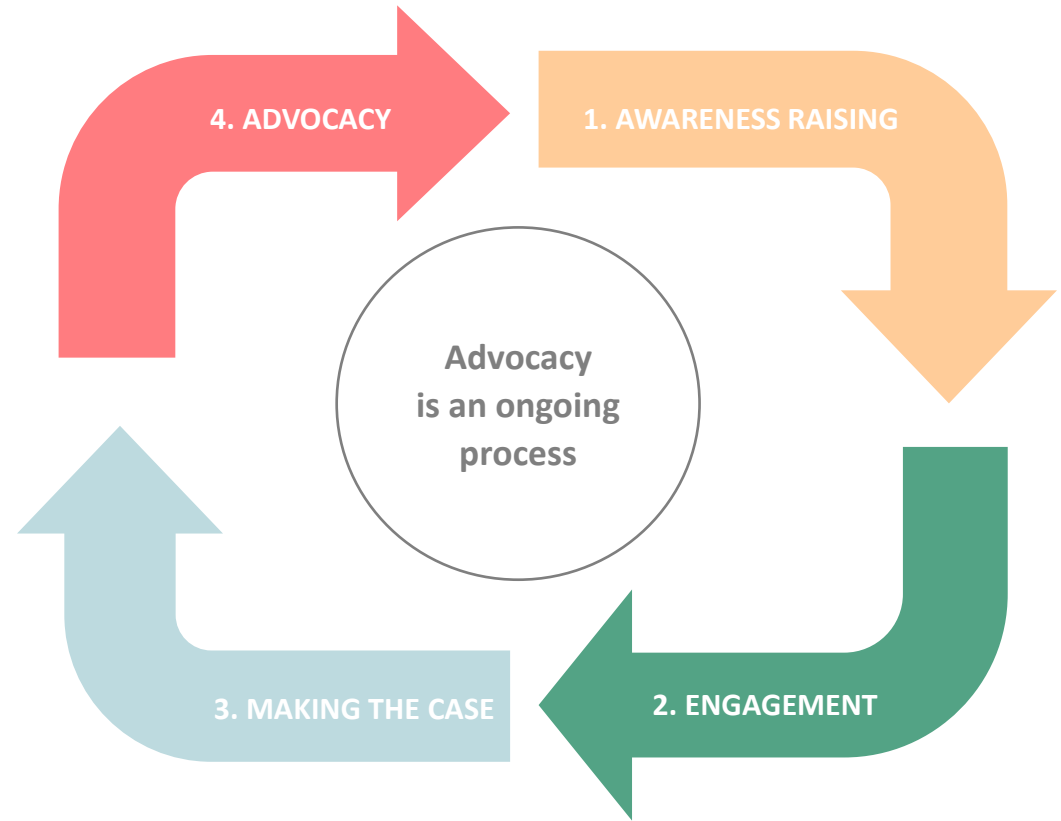 4. ADVOCACY
1. AWARENESS RAISING
Advocacy
is an ongoing
process
3. MAKING THE CASE
2. ENGAGEMENT